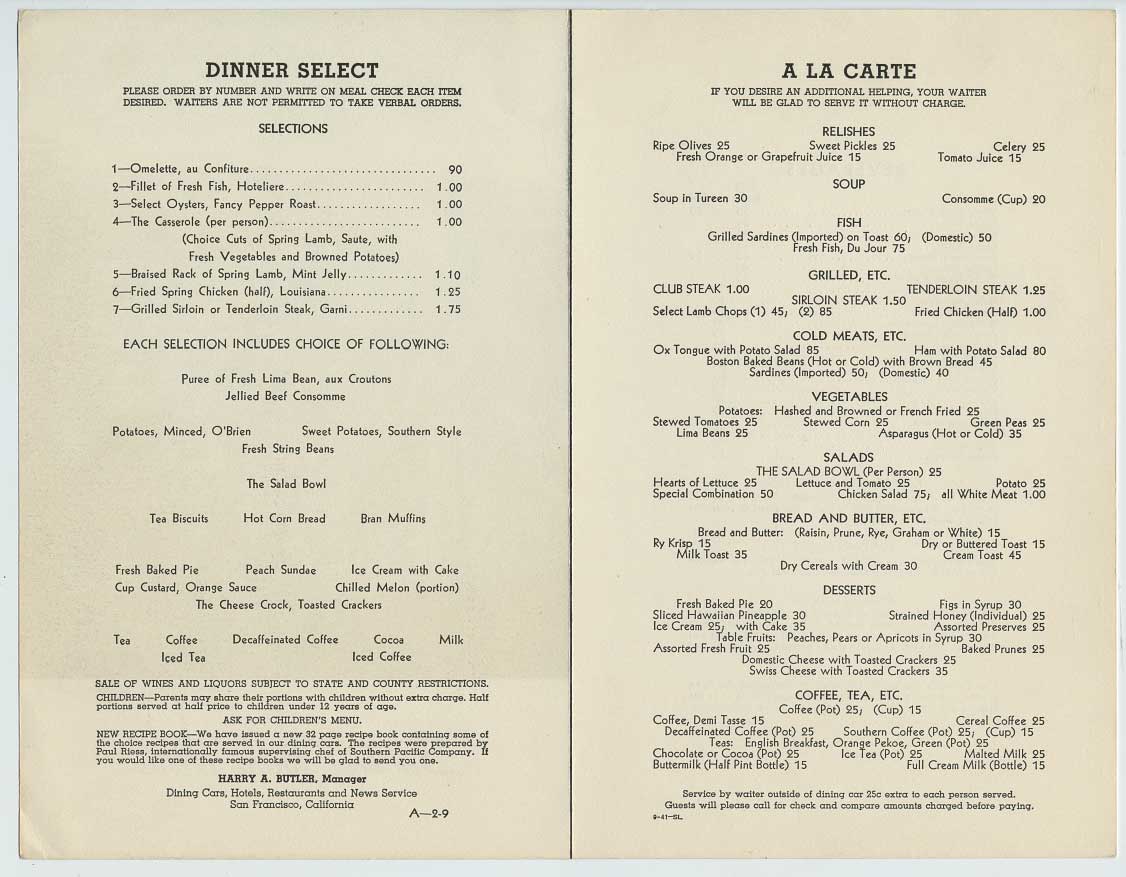 DINNER SELECT
PLEASE ORDER BY NUMBER AND WRITE ON MEAL CHECK EACH ITEM
DESIRED. WAITERS ARE NOT PERMITTED TO TAKE VERBAL ORDERS.
SELECTIONS
1—Omelette, au Confiture................................ 90
2—Fillet of Fresh Fish, Hoteliere........................ 1.00
3—Select Oysters, Fancy Pepper Roast.................. 1.00
4—The Casserole (per person).......................... 1.00
(Choice Cuts of Spring Lamb, Saute, with
Fresh Vegetables and Browned Potatoes)
5—Braised Rack of Spring Lamb, Mint Jelly............. 1.10
6—Fried Spring Chicken (half), Louisiana................ 1.25
7—Grilled Sirloin or Tenderloin Steak, Garni............. 1.75
EACH SELECTION INCLUDES CHOICE OF FOLLOWING:
Puree of Fresh Lima Bean, aux Croutons
Jellied Beef Consomme
Potatoes, Minced, O'Brien Sweet Potatoes, Southern Style
Fresh String Beans
The Salad Bowl
Tea Biscuits Hot Corn Bread Bran Muffins
Fresh Baked Pie Peach Sundae Ice Cream with Cake
Cup Custard, Orange Sauce Chilled Melon (portion)
The Cheese Crock, Toasted Crackers
Tea Coffee Decaffeinated Coffee Cocoa Milk
Iced Tea Iced Coffee
SALE OF WINES AND LIQUORS SUBJECT TO STATE AND COUNTY RESTRICTIONS.
CHILDREN—Parents may share their portions with children without extra charge. Half
portions served at half price to children under 12 years of age.
ASK FOR CHILDREN'S MENU.
NEW RECIPE BOOK—We have issued a new 32 page recipe book containing some of
the choice recipes that are served in our dining cars. The recipes were prepared by
Paul Riess, internationally famous supervising chef of Southern Pacific Company. If
you would like one of these recipe books we will be glad to send you one.
HARRY A. BUTLER, Manager
Dining Cars, Hotels, Restaurants and News Service
San Francisco, California
A—2-9
A LA CARTE
IF YOU DESIRE AN ADDITIONAL HELPING, YOUR WAITER
WILL BE GLAD TO SERVE IT WITHOUT CHARGE.
RELISHES
Ripe Olives 25 Sweet Pickles 25 Celery 25
Fresh Orange or Grapefruit Juice 15 Tomato Juice 15
SOUP
Soup in Tureen 30 Consomme (Cup) 20
FISH
Grilled Sardines (Imported) on Toast 60; (Domestic) 50
Fresh Fish, Du Jour 75
GRILLED, ETC.
CLUB STEAK 1.00 TENDERLOIN STEAK 1.25
SIRLOIN STEAK 1.50
Select Lamb Chops (1) 45; (2) 85 Fried Chicken (Half) 1.00
COLD MEATS, ETC.
Ox Tongue with Potato Salad 85 Ham with Potato Salad 80
Boston Baked Beans (Hot or Cold) with Brown Bread 45
Sardines (Imported) 50; (Domestic) 40
VEGETABLES
Potatoes: Hashed and Browned or French Fried 25
Stewed Tomatoes 25 Stewed Corn 25 Green Peas 25
Lima Beans 25 Asparagus (Hot or Cold) 35
SALADS
THE SALAD BOWL (Per Person) 25
Hearts of Lettuce 25 Lettuce and Tomato 25 Potato 25
Special Combination 50 Chicken Salad 75; all White Meat 1.00
BREAD AND BUTTER, ETC.
Bread and Butter: (Raisin, Prune, Rye, Graham or White) 15
Ry Krisp 15 Dry or Buttered Toast 15
Milk Toast 35 Cream Toast 45
Dry Cereals with Cream 30
DESSERTS
Fresh Baked Pie 20 Figs in Syrup 30
Sliced Hawaiian Pineapple 30 Strained Honey (Individual) 25
Ice Cream 25; with Cake 35 Assorted Preserves 25
Table Fruits: Peaches, Pears or Apricots in Syrup 30
Assorted Fresh Fruit 25 Baked Prunes 25
Domestic Cheese with Toasted Crackers 25
Swiss Cheese with Toasted Crackers 35
COFFEE, TEA, ETC.
Coffee (Pot) 25; (Cup) 15
Coffee, Demi Tasse 15 Cereal Coffee 25
Decaffeinated Coffee (Pot) 25 Southern Coffee (Pot) 25; (Cup) 15
Teas: English Breakfast, Orange Pekoe, Green (Pot) 25
Chocolate or Cocoa (Pot) 25 Ice Tea (Pot) 25 Malted Milk 25
Buttermilk (Half Pint Bottle) 15 Full Cream Milk (Bottle) 15
Service by waiter outside of dining car 25c extra to each person served.
Guests will please call for check and compare amounts charged before paying.
9-41—SL